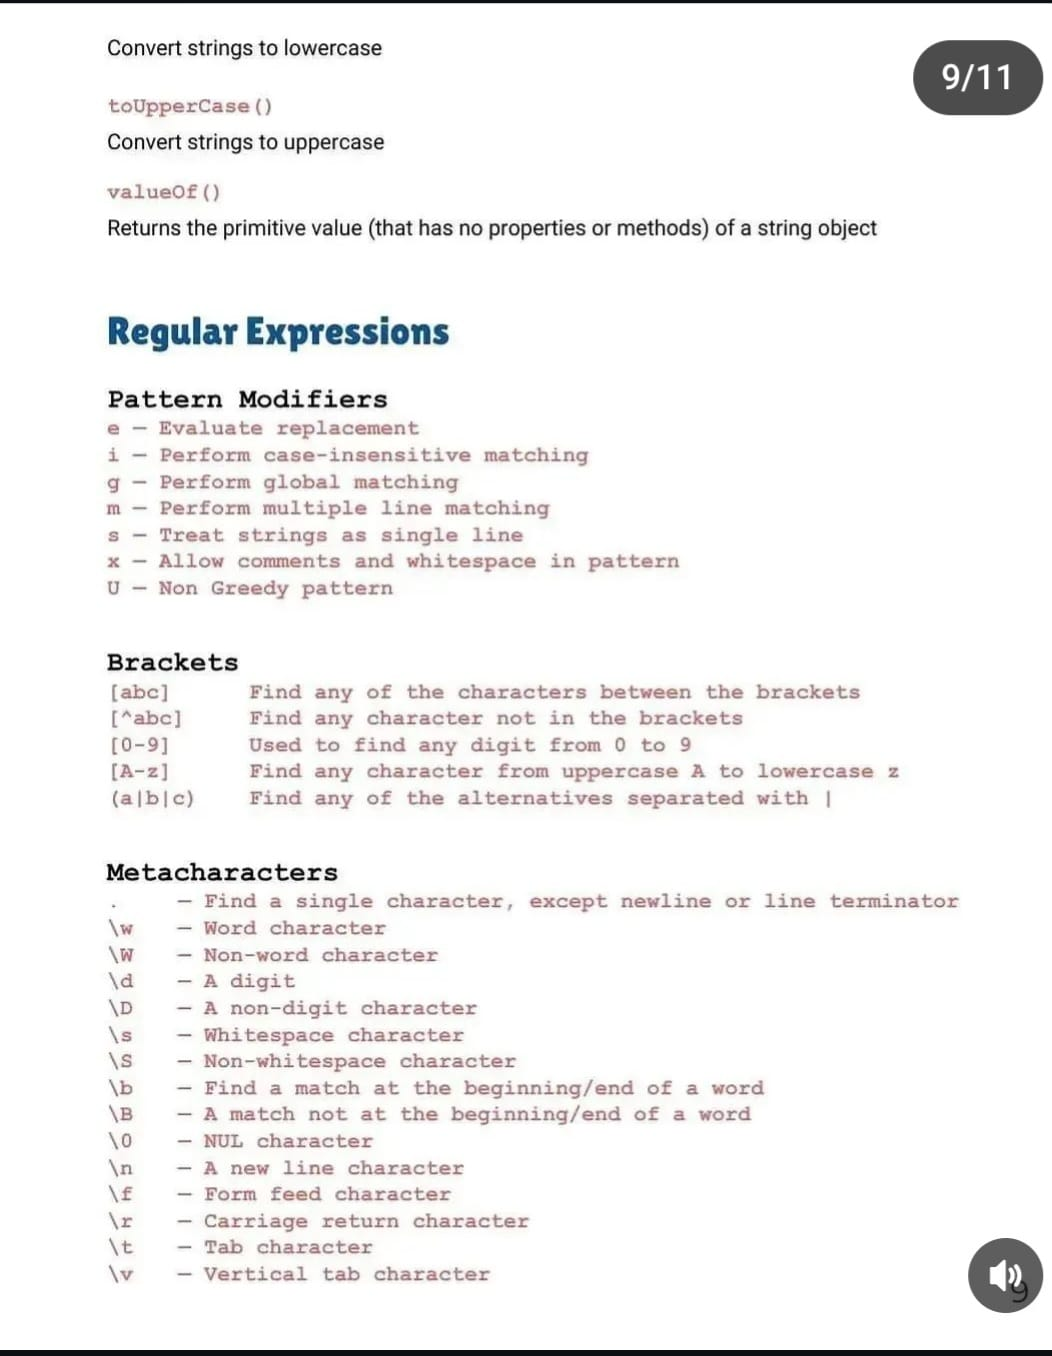 Convert strings to lowercase
9/11
toUpperCase()
Convert strings to uppercase
valueOf()
Returns the primitive value (that has no properties or methods) of a string object
Regular Expressions
Pattern Modifiers
e — Evaluate replacement
i — Perform case-insensitive matching
g — Perform global matching
m — Perform multiple line matching
s — Treat strings as single line
x — Allow comments and whitespace in pattern
U — Non Greedy pattern
Brackets
[abc] Find any of the characters between the brackets
[^abc] Find any character not in the brackets
[0-9] Used to find any digit from 0 to 9
[A-z] Find any character from uppercase A to lowercase z
(a|b|c) Find any of the alternatives separated with |
Metacharacters
. — Find a single character, except newline or line terminator
\w — Word character
\W — Non-word character
\d — A digit
\D — A non-digit character
\s — Whitespace character
\S — Non-whitespace character
\b — Find a match at the beginning/end of a word
\B — A match not at the beginning/end of a word
\0 — NUL character
\n — A new line character
\f — Form feed character
\r — Carriage return character
\t — Tab character
\v — Vertical tab character
9